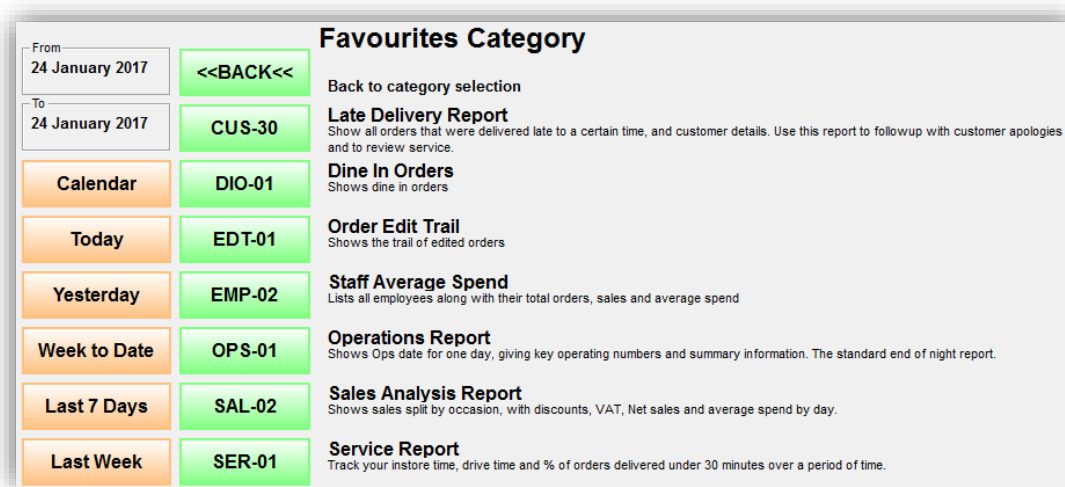 Favourites Category
From
24 January 2017
<<BACK<<
Back to category selection
To
24 January 2017
CUS-30
Late Delivery Report
Show all orders that were delivered late to a certain time, and customer details. Use this report to followup with customer apologies
and to review service.
Calendar
DIO-01
Dine In Orders
Shows dine in orders
Today
EDT-01
Order Edit Trail
Shows the trail of edited orders
Yesterday
EMP-02
Staff Average Spend
Lists all employees along with their total orders, sales and average spend
Week to Date
OPS-01
Operations Report
Shows Ops date for one day, giving key operating numbers and summary information. The standard end of night report.
Last 7 Days
SAL-02
Sales Analysis Report
Shows sales split by occasion, with discounts, VAT, Net sales and average spend by day.
Last Week
SER-01
Service Report
Track your instore time, drive time and % of orders delivered under 30 minutes over a period of time.